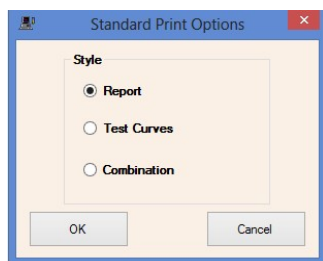 Standard Print Options
Style
Report
Test Curves
Combination
OK
Cancel